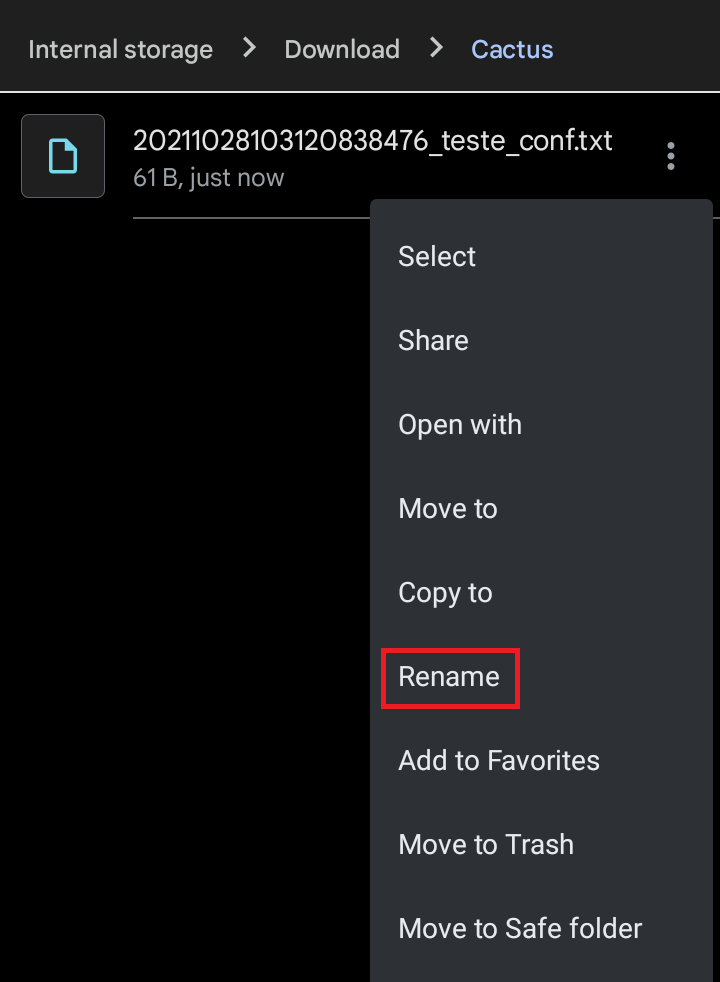 Internal storage > Download > Cactus
20211028103120838476_teste_conf.txt
61 B, just now
Select
Share
Open with
Move to
Copy to
Rename
Add to Favorites
Move to Trash
Move to Safe folder